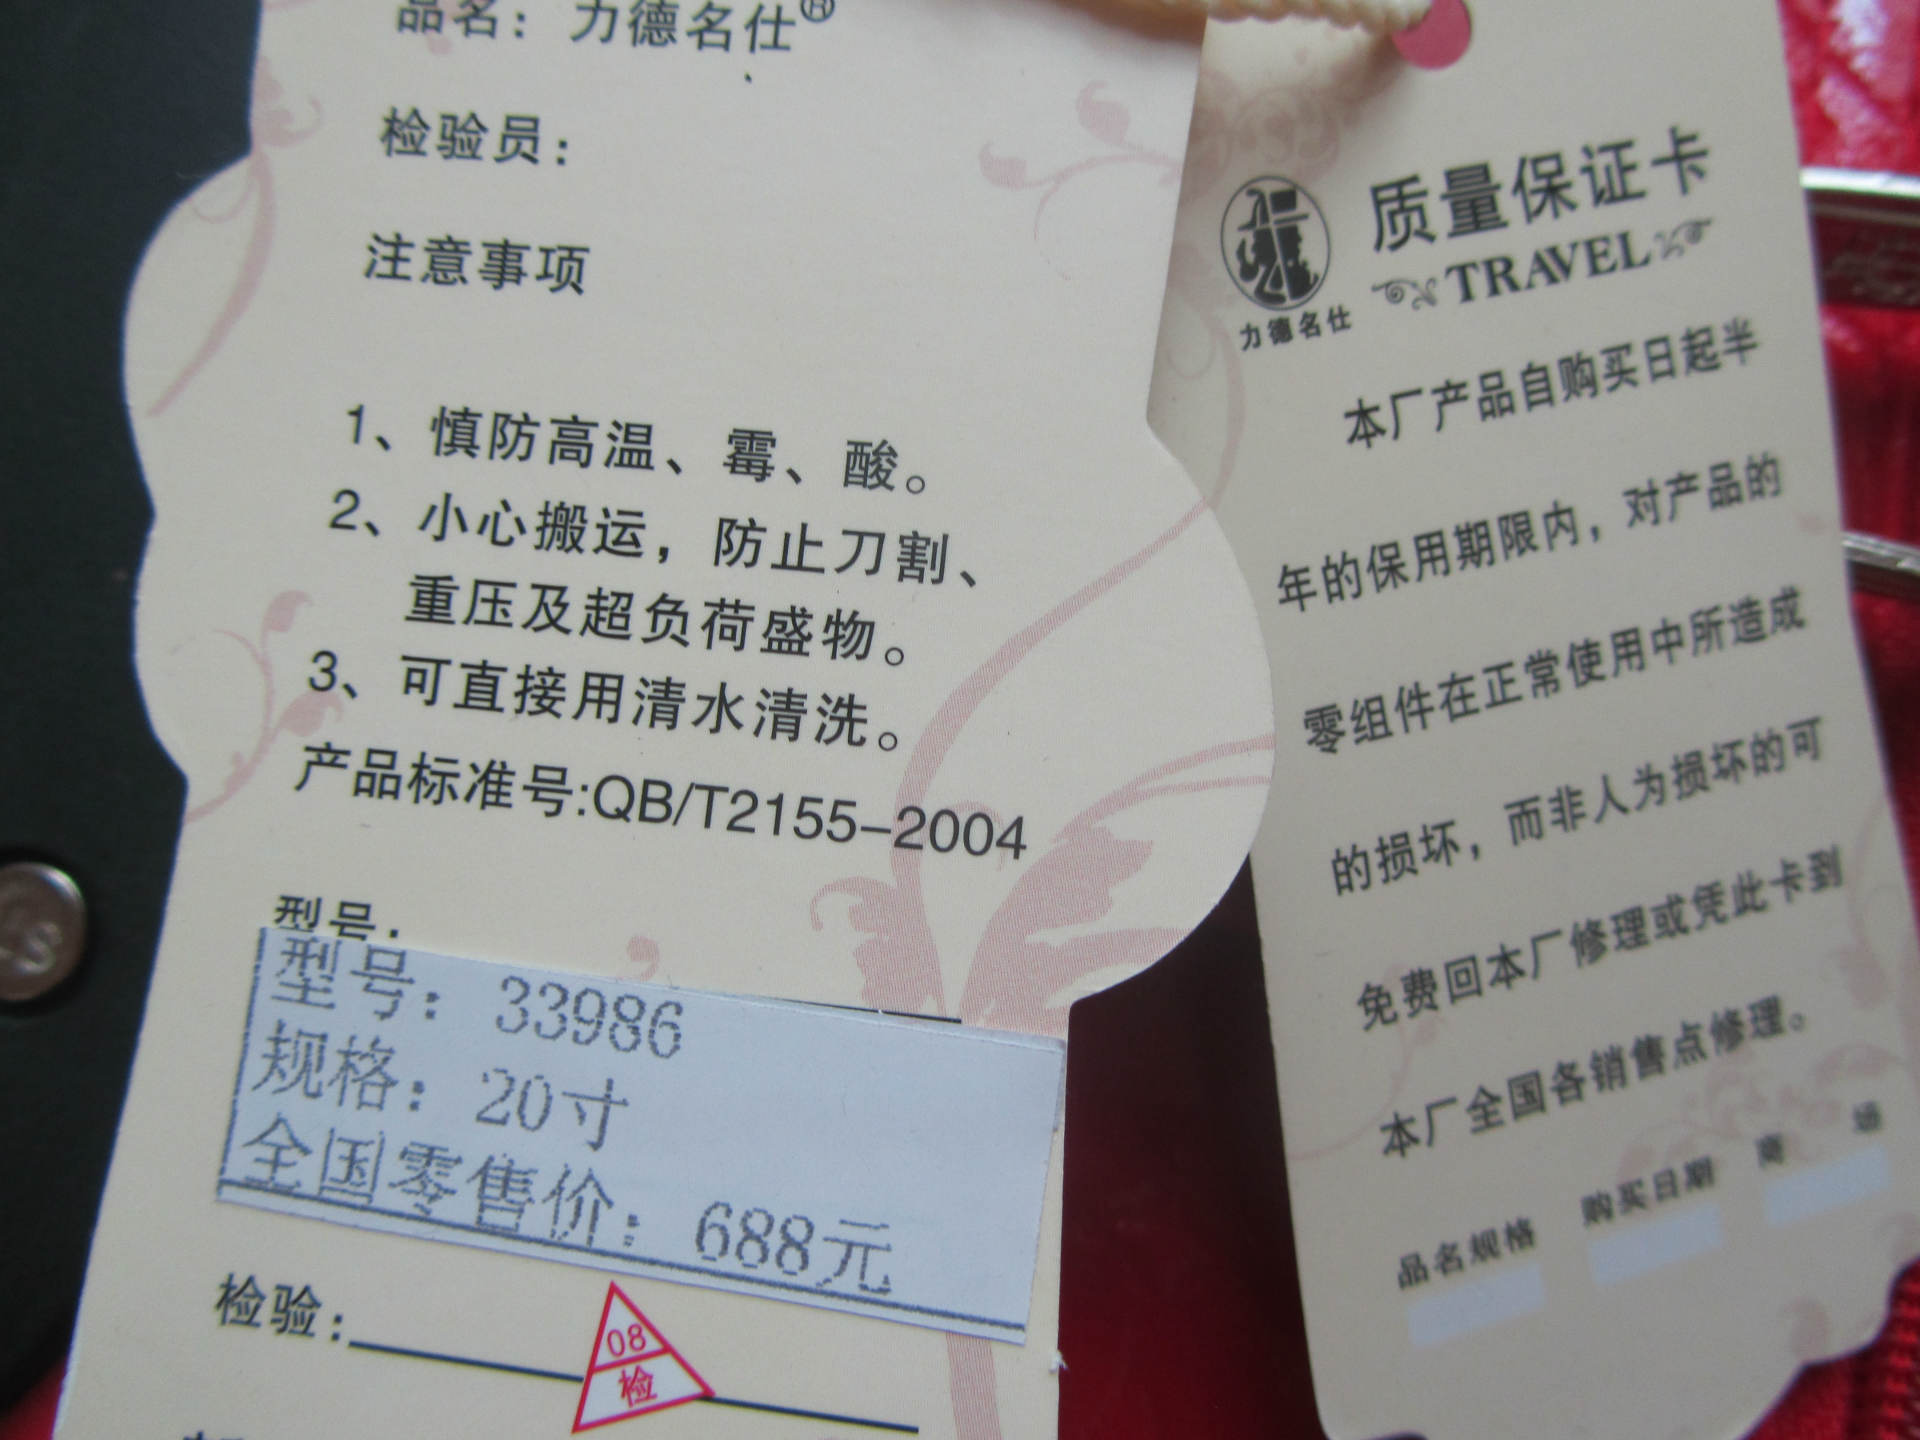 品名：力德名仕®
检验员：
注意事项
1、慎防高温、霉、酸。
2、小心搬运，防止刀割、
重压及超负荷盛物。
3、可直接用清水清洗。
产品标准号:QB/T2155-2004
型号：
型号：33986
规格：20寸
全国零售价：688元
检验：
08
检
质量保证卡
TRAVEL
力德名仕
本厂产品自购买日起半
年的保用期限内，对产品的
零组件在正常使用中所造成
的损坏，而非人为损坏的可
免费回本厂修理或凭此卡到
本厂全国各销售点修理。
品名规格 购买日期 商 场